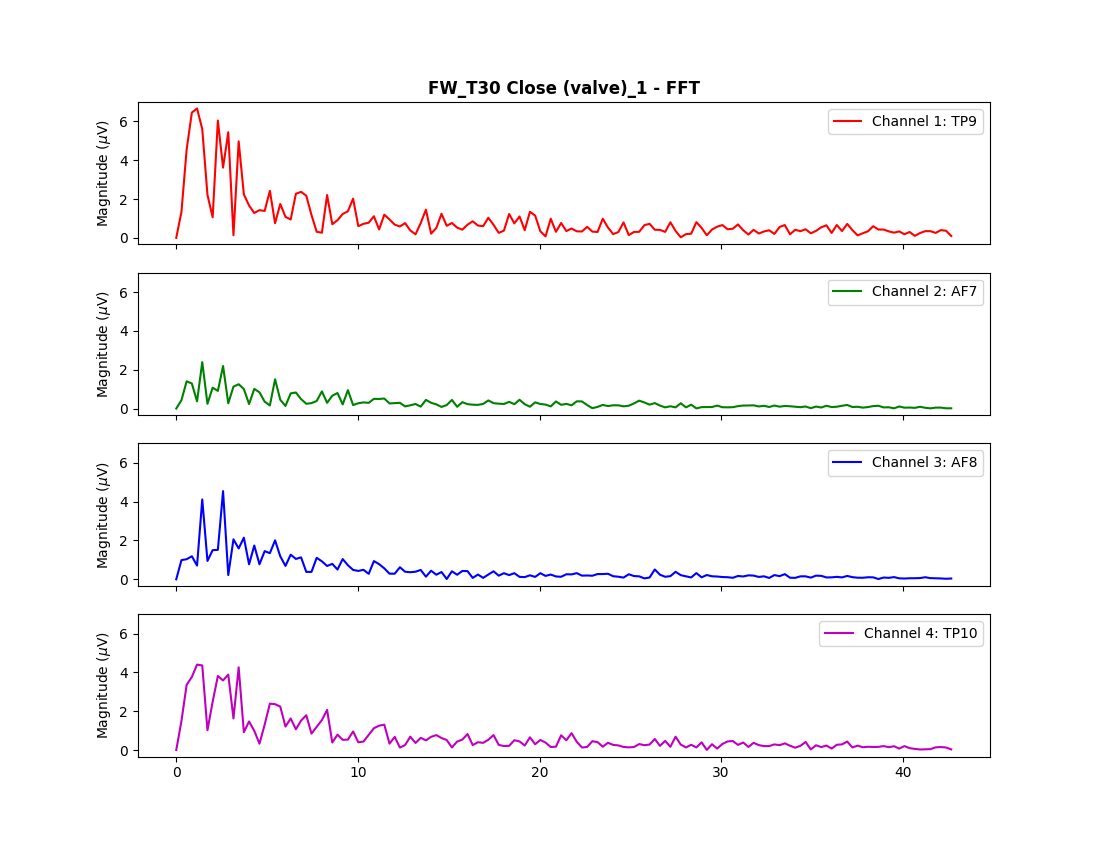 FW_T30 Close (valve)_1 - FFT
Magnitude (μV)
6
4
2
0
Channel 1: TP9
Magnitude (μV)
6
4
2
0
Channel 2: AF7
Magnitude (μV)
6
4
2
0
Channel 3: AF8
Magnitude (μV)
6
4
2
0
Channel 4: TP10
0 10 20 30 40